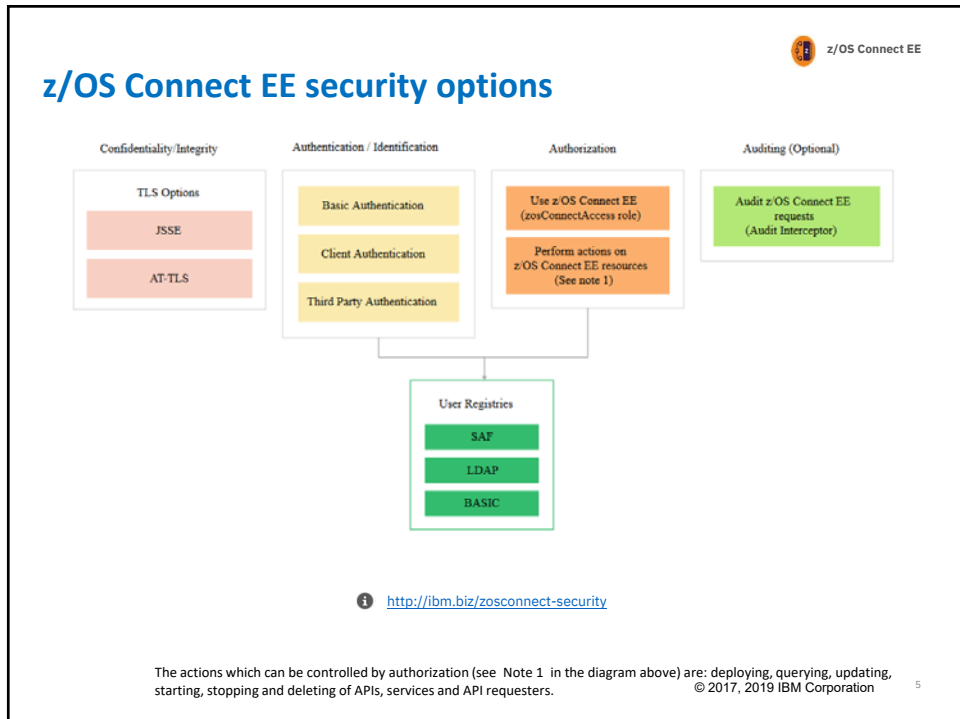 z/OS Connect EE
z/OS Connect EE security options
Confidentiality/Integrity
TLS Options
JSSE
AT-TLS
Authentication / Identification
Basic Authentication
Client Authentication
Third Party Authentication
Authorization
Use z/OS Connect EE
(zosConnectAccess role)
Perform actions on
z/OS Connect EE resources
(See note 1)
Auditing (Optional)
Audit z/OS Connect EE
requests
(Audit Interceptor)
User Registries
SAF
LDAP
BASIC
http://ibm.biz/zosconnect-security
The actions which can be controlled by authorization (see Note 1 in the diagram above) are: deploying, querying, updating,
starting, stopping and deleting of APIs, services and API requesters.
© 2017, 2019 IBM Corporation
5